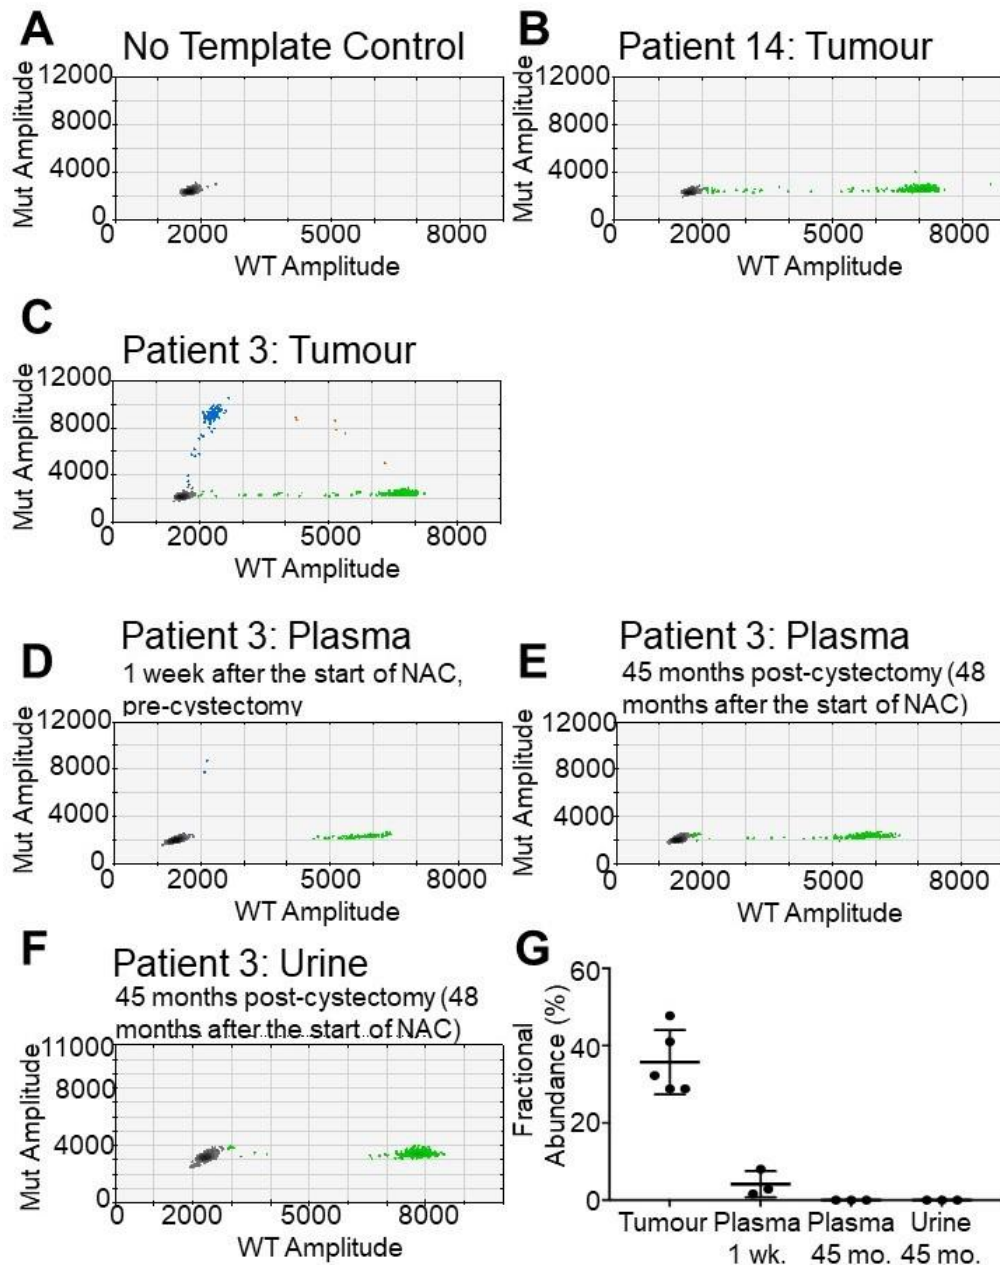 A
No Template Control
12000
8000
4000
0
0 2000 5000 8000
Mut Amplitude
WT Amplitude
B
Patient 14: Tumour
12000
8000
4000
0
0 2000 5000 8000
Mut Amplitude
WT Amplitude
C
Patient 3: Tumour
12000
8000
4000
0
0 2000 5000 8000
Mut Amplitude
WT Amplitude
D
Patient 3: Plasma
1 week after the start of NAC,
pre-cystectomy
12000
8000
4000
0
0 2000 5000 8000
Mut Amplitude
WT Amplitude
E
Patient 3: Plasma
45 months post-cystectomy (48
months after the start of NAC)
12000
8000
4000
0
0 2000 5000 8000
Mut Amplitude
WT Amplitude
F
Patient 3: Urine
45 months post-cystectomy (48
months after the start of NAC)
11000
8000
4000
0
0 2000 5000 8000
Mut Amplitude
WT Amplitude
G
Fractional
Abundance (%)
60
40
20
0
Tumour Plasma Plasma Urine
1 wk. 45 mo. 45 mo.